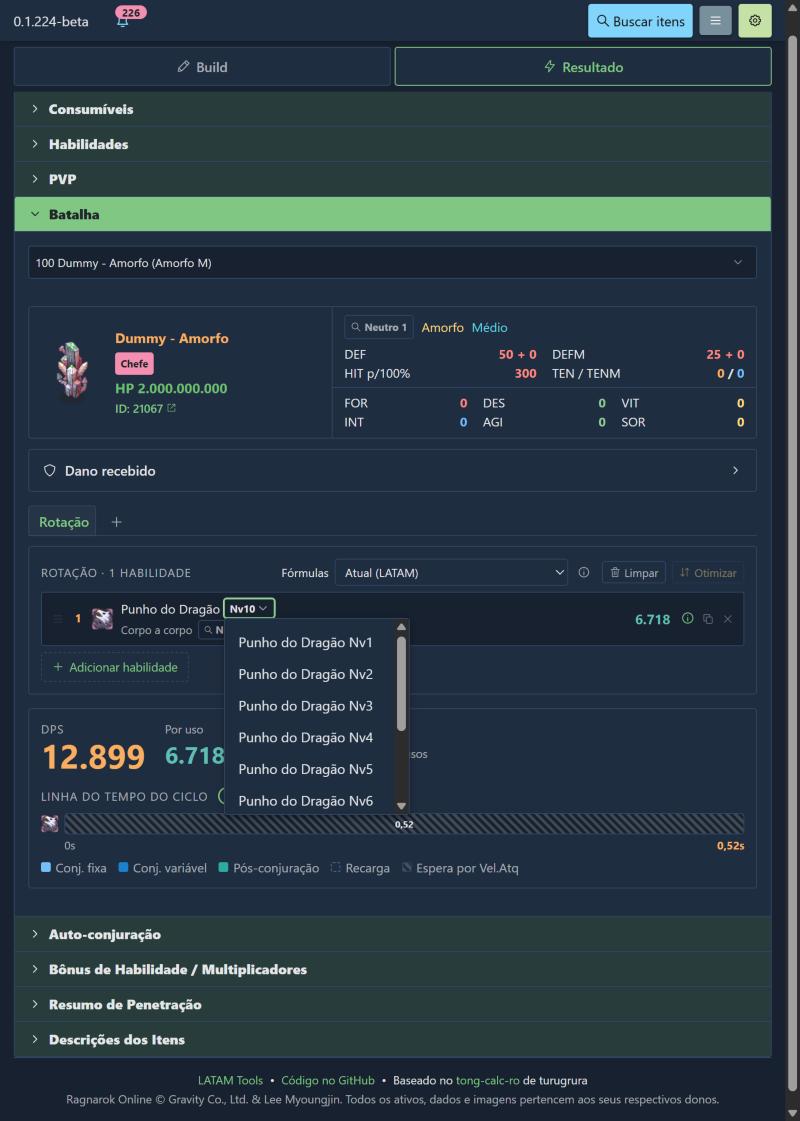 0.1.224-beta
226
Buscar itens
Build
Resultado
Consumíveis
Habilidades
PVP
Batalha
100 Dummy - Amorfo (Amorfo M)
Dummy - Amorfo
Chefe
HP 2.000.000.000
ID: 21067
Neutro 1 Amorfo Médio
DEF 50 + 0 DEFM 25 + 0
HIT p/100% 300 TEN / TENM 0 / 0
FOR 0 DES 0 VIT 0
INT 0 AGI 0 SOR 0
Dano recebido
Rotação +
ROTAÇÃO · 1 HABILIDADE Fórmulas Atual (LATAM) Limpar Otimizar
1 Punho do Dragão Nv10 6.718
Corpo a corpo N
Punho do Dragão Nv1
Punho do Dragão Nv2
Punho do Dragão Nv3
Punho do Dragão Nv4
Punho do Dragão Nv5
Punho do Dragão Nv6
+ Adicionar habilidade
DPS Por uso
12.899 6.718
LINHA DO TEMPO DO CICLO
0,52
0s 0,52s
Conj. fixa Conj. variável Pós-conjuração Recarga Espera por Vel.Atq
Auto-conjuração
Bônus de Habilidade / Multiplicadores
Resumo de Penetração
Descrições dos Itens
LATAM Tools • Código no GitHub • Baseado no tong-calc-ro de turugrura
Ragnarok Online © Gravity Co., Ltd. & Lee Myoungjin. Todos os ativos, dados e imagens pertencem aos seus respectivos donos.